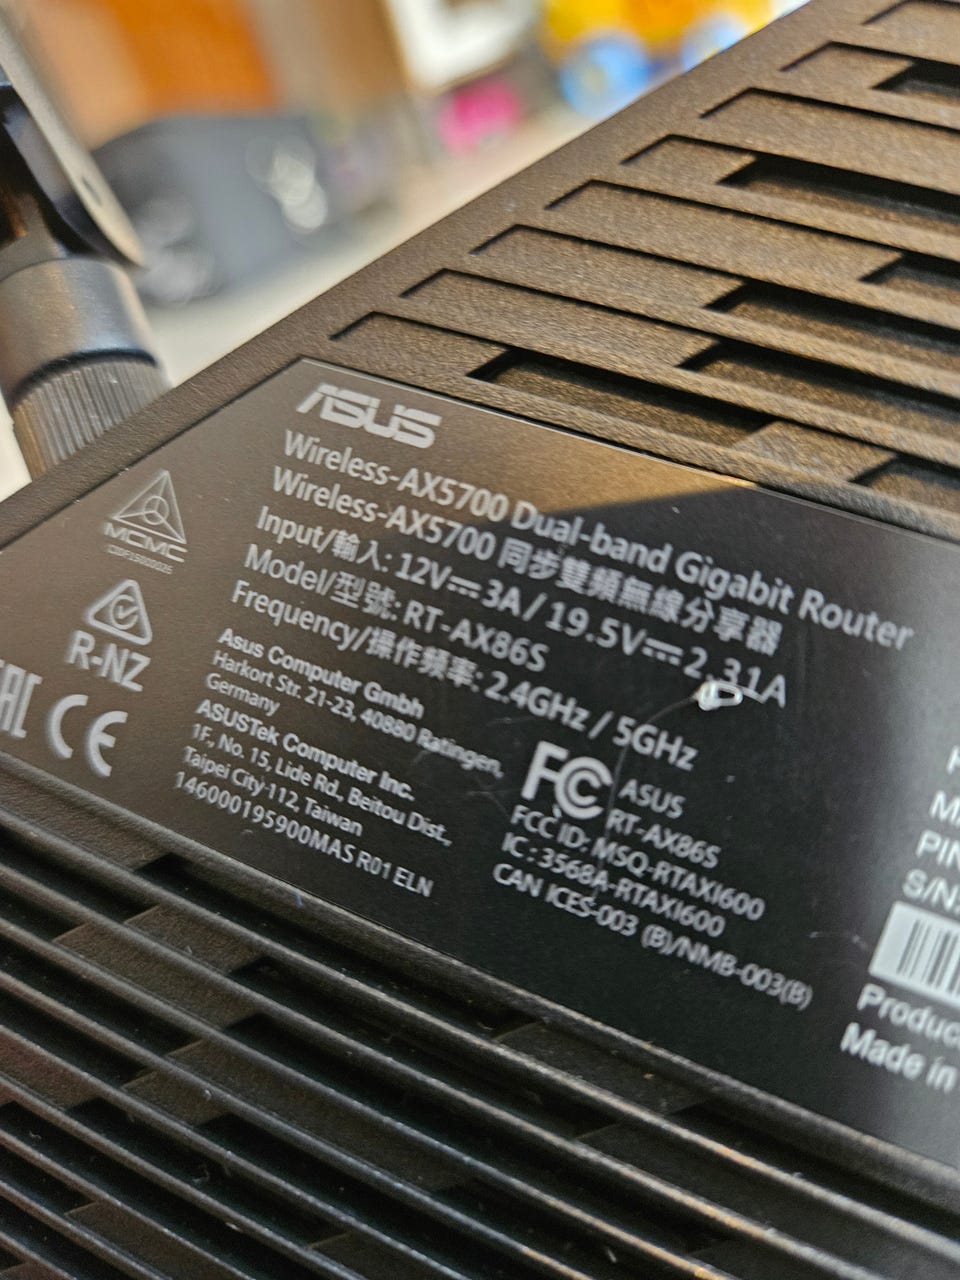 ASUS
Wireless-AX5700 Dual-band Gigabit Router
Wireless-AX5700 同步雙頻無線分享器
Input/輸入: 12V⎓ 3A / 19.5V⎓ 2.31A
Model/型號: RT-AX86S
Frequency/操作頻率: 2.4GHz / 5GHz
Asus Computer Gmbh
Harkort Str. 21-23, 40880 Ratingen,
Germany
ASUSTek Computer Inc.
1F., No. 15, Lide Rd., Beitou Dist.,
Taipei City 112, Taiwan
146000195900MAS R01 ELN
MCMC
R-NZ
EAC
CE
FC ASUS
RT-AX86S
FCC ID: MSQ-RTAXI600
IC : 3568A-RTAXI600
CAN ICES-003 (B)/NMB-003(B)
PIN
S/N:
Made in